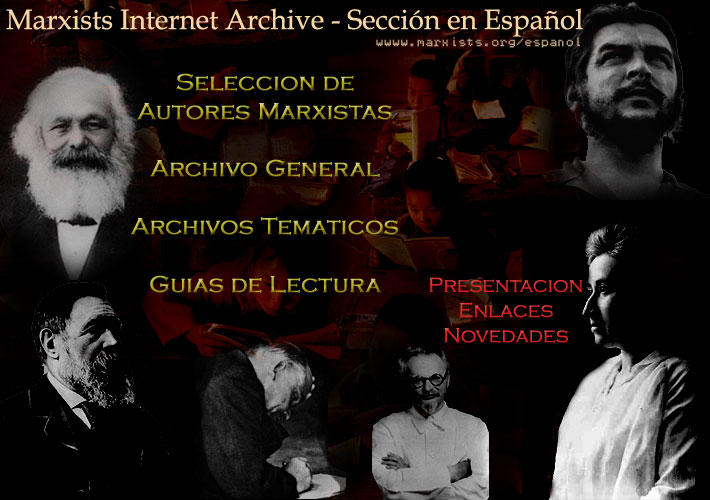 Marxists Internet Archive - Sección en Español
www.marxists.org/espanol
SELECCION DE
AUTORES MARXISTAS
ARCHIVO GENERAL
ARCHIVOS TEMATICOS
GUIAS DE LECTURA
PRESENTACION
ENLACES
NOVEDADES